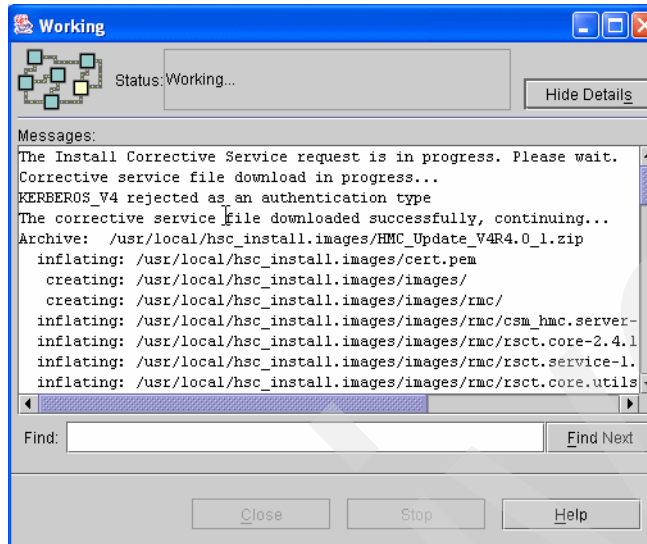 Working
Status: Working...
Hide Details
Messages:
The Install Corrective Service request is in progress. Please wait.
Corrective service file download in progress...
KERBEROS_V4 rejected as an authentication type
The corrective service file downloaded successfully, continuing...
Archive:  /usr/local/hsc_install.images/HMC_Update_V4R4.0_1.zip
  inflating: /usr/local/hsc_install.images/cert.pem
   creating: /usr/local/hsc_install.images/images/
   creating: /usr/local/hsc_install.images/images/rmc/
  inflating: /usr/local/hsc_install.images/images/rmc/csm_hmc.server-
  inflating: /usr/local/hsc_install.images/images/rmc/rsct.core-2.4.1
  inflating: /usr/local/hsc_install.images/images/rmc/rsct.service-1.
  inflating: /usr/local/hsc_install.images/images/rmc/rsct.core.utils
Find:
Find Next
Close
Stop
Help